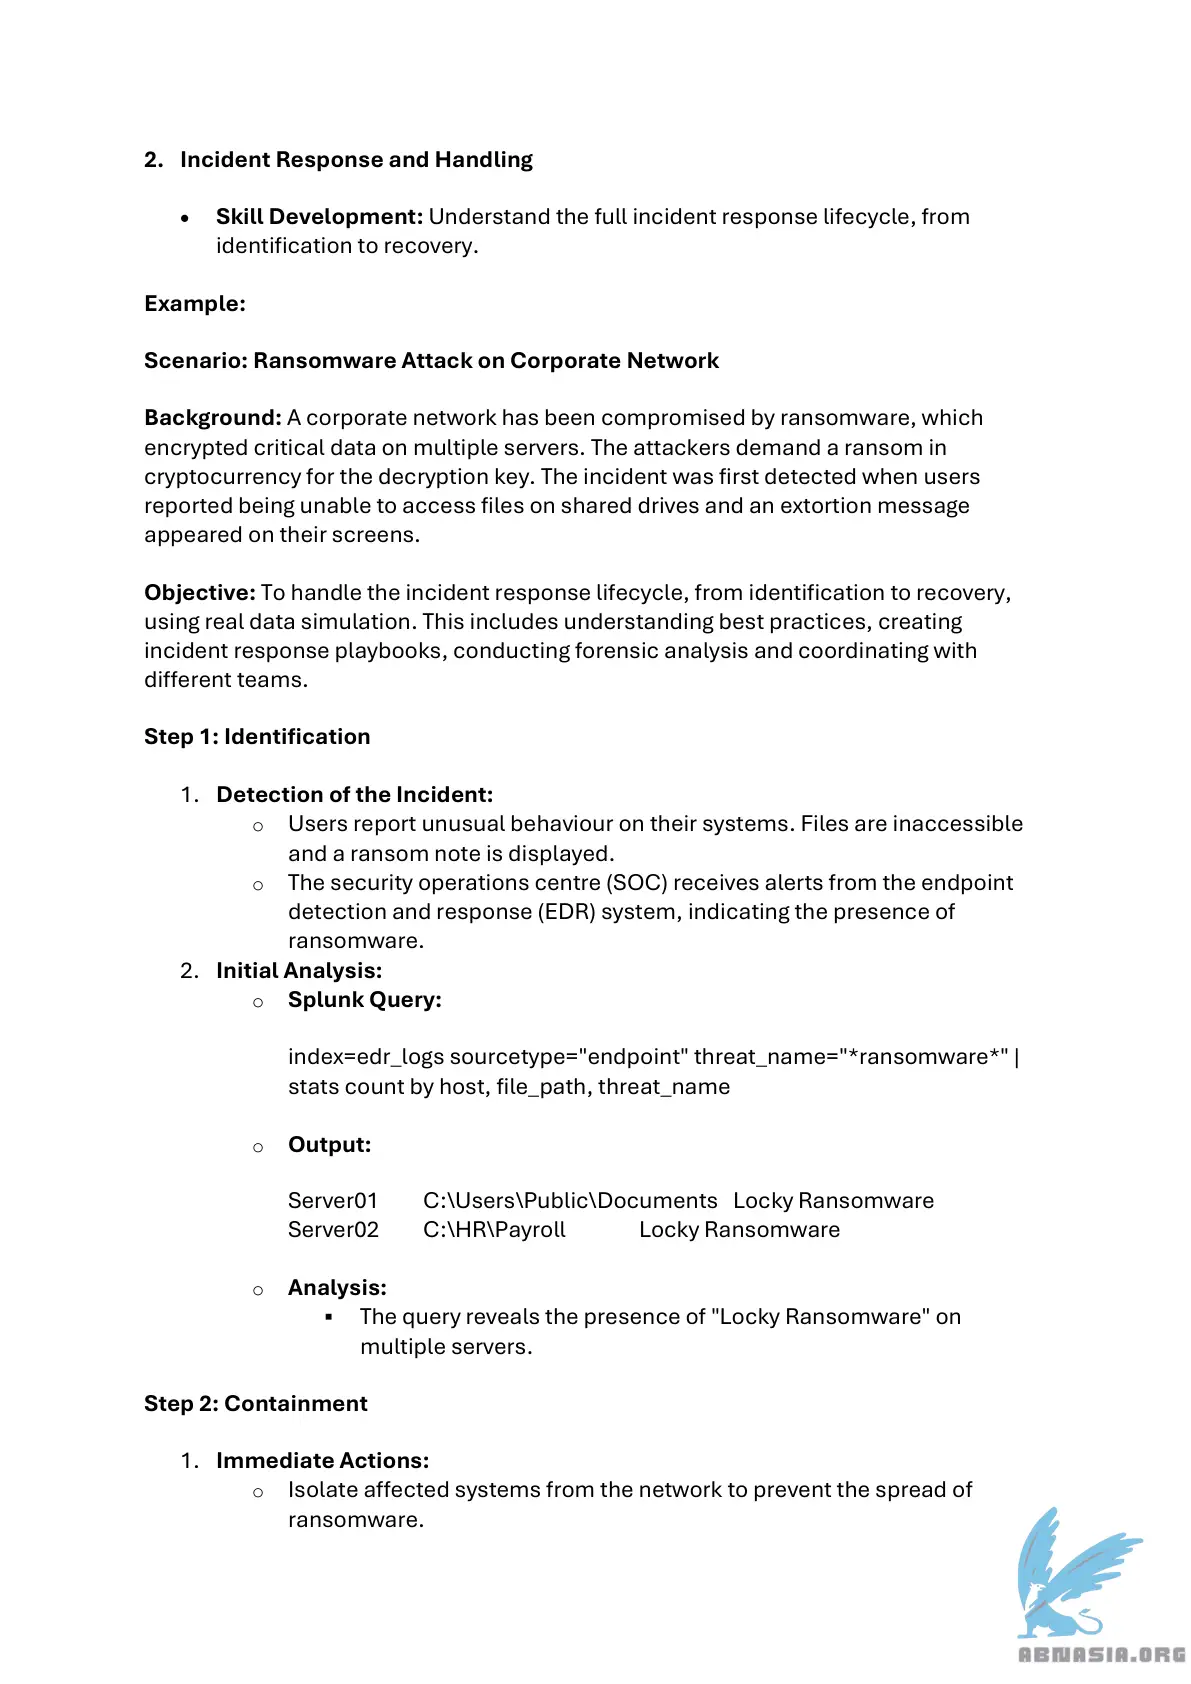 2. Incident Response and Handling
• Skill Development: Understand the full incident response lifecycle, from
identification to recovery.
Example:
Scenario: Ransomware Attack on Corporate Network
Background: A corporate network has been compromised by ransomware, which
encrypted critical data on multiple servers. The attackers demand a ransom in
cryptocurrency for the decryption key. The incident was first detected when users
reported being unable to access files on shared drives and an extortion message
appeared on their screens.
Objective: To handle the incident response lifecycle, from identification to recovery,
using real data simulation. This includes understanding best practices, creating
incident response playbooks, conducting forensic analysis and coordinating with
different teams.
Step 1: Identification
1. Detection of the Incident:
o Users report unusual behaviour on their systems. Files are inaccessible
and a ransom note is displayed.
o The security operations centre (SOC) receives alerts from the endpoint
detection and response (EDR) system, indicating the presence of
ransomware.
2. Initial Analysis:
o Splunk Query:
index=edr_logs sourcetype="endpoint" threat_name="*ransomware*" |
stats count by host, file_path, threat_name
o Output:
Server01 C:\Users\Public\Documents Locky Ransomware
Server02 C:\HR\Payroll Locky Ransomware
o Analysis:
▪ The query reveals the presence of "Locky Ransomware" on
multiple servers.
Step 2: Containment
1. Immediate Actions:
o Isolate affected systems from the network to prevent the spread of
ransomware.
ABNASIA.ORG